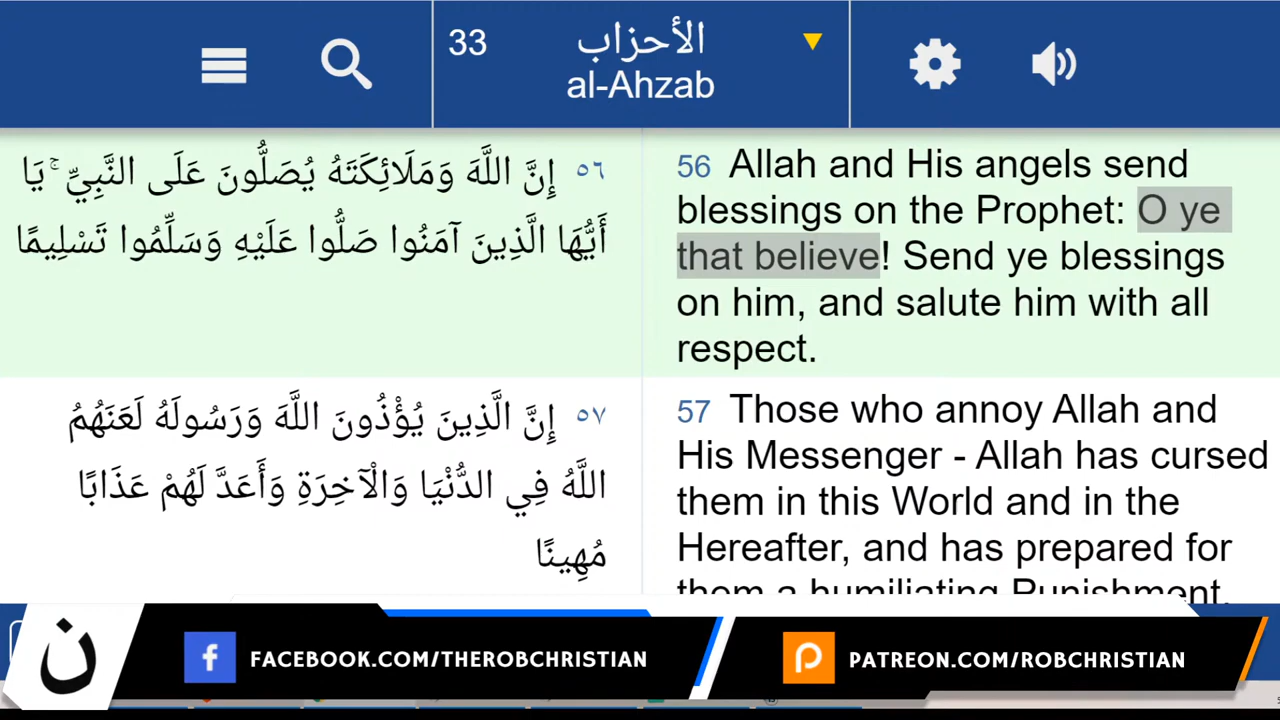 33
الأحزاب
al-Ahzab
٥٦ إِنَّ اللَّهَ وَمَلَائِكَتَهُ يُصَلُّونَ عَلَى النَّبِيِّ ۚ يَا
أَيُّهَا الَّذِينَ آمَنُوا صَلُّوا عَلَيْهِ وَسَلِّمُوا تَسْلِيمًا
56 Allah and His angels send
blessings on the Prophet: O ye
that believe! Send ye blessings
on him, and salute him with all
respect.
٥٧ إِنَّ الَّذِينَ يُؤْذُونَ اللَّهَ وَرَسُولَهُ لَعَنَهُمُ
اللَّهُ فِي الدُّنْيَا وَالْآخِرَةِ وَأَعَدَّ لَهُمْ عَذَابًا
مُهِينًا
57 Those who annoy Allah and
His Messenger - Allah has cursed
them in this World and in the
Hereafter, and has prepared for
them a humiliating Punishment.
ن
FACEBOOK.COM/THEROBCHRISTIAN
PATREON.COM/ROBCHRISTIAN